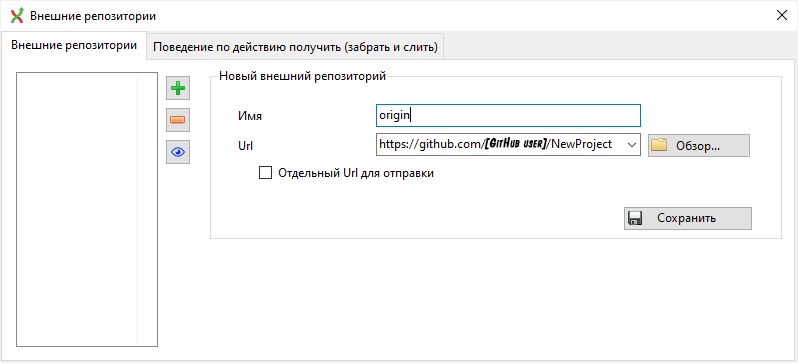 Внешние репозитории
Внешние репозитории
Поведение по действию получить (забрать и слить)
Новый внешний репозиторий
Имя
origin
Url
https://github.com/[GitHub user]/NewProject
Обзор...
Отдельный Url для отправки
Сохранить